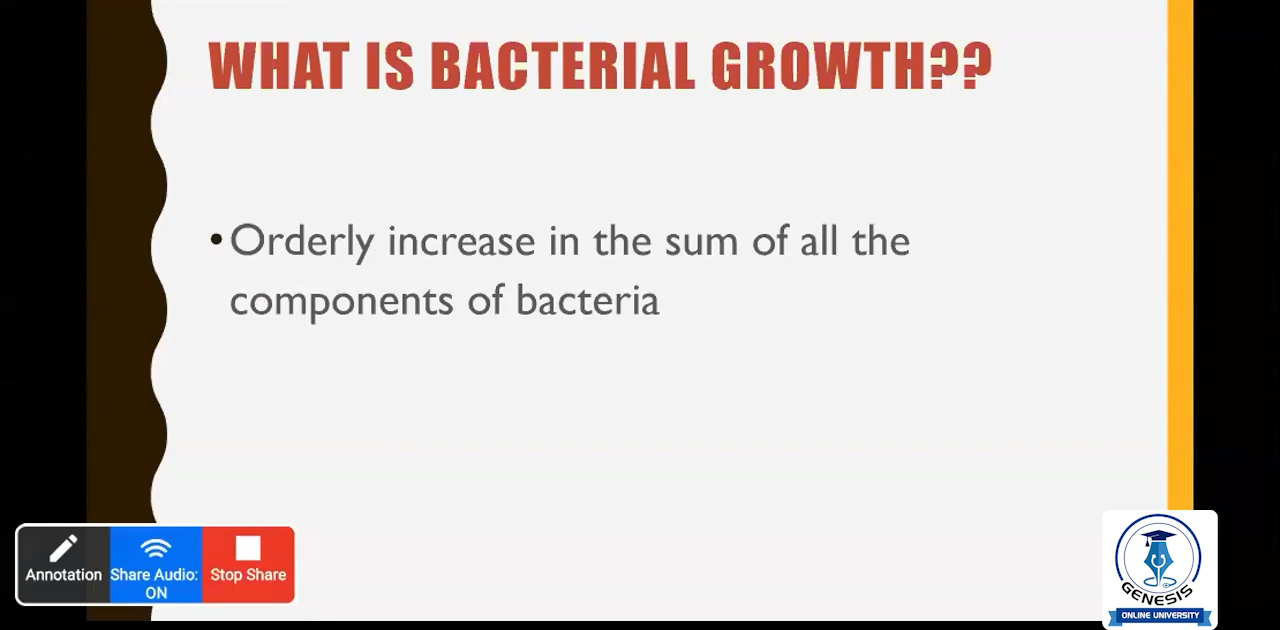 WHAT IS BACTERIAL GROWTH??
•Orderly increase in the sum of all the
components of bacteria
Annotation
Share Audio:
ON
Stop Share
GENESIS
ONLINE UNIVERSITY